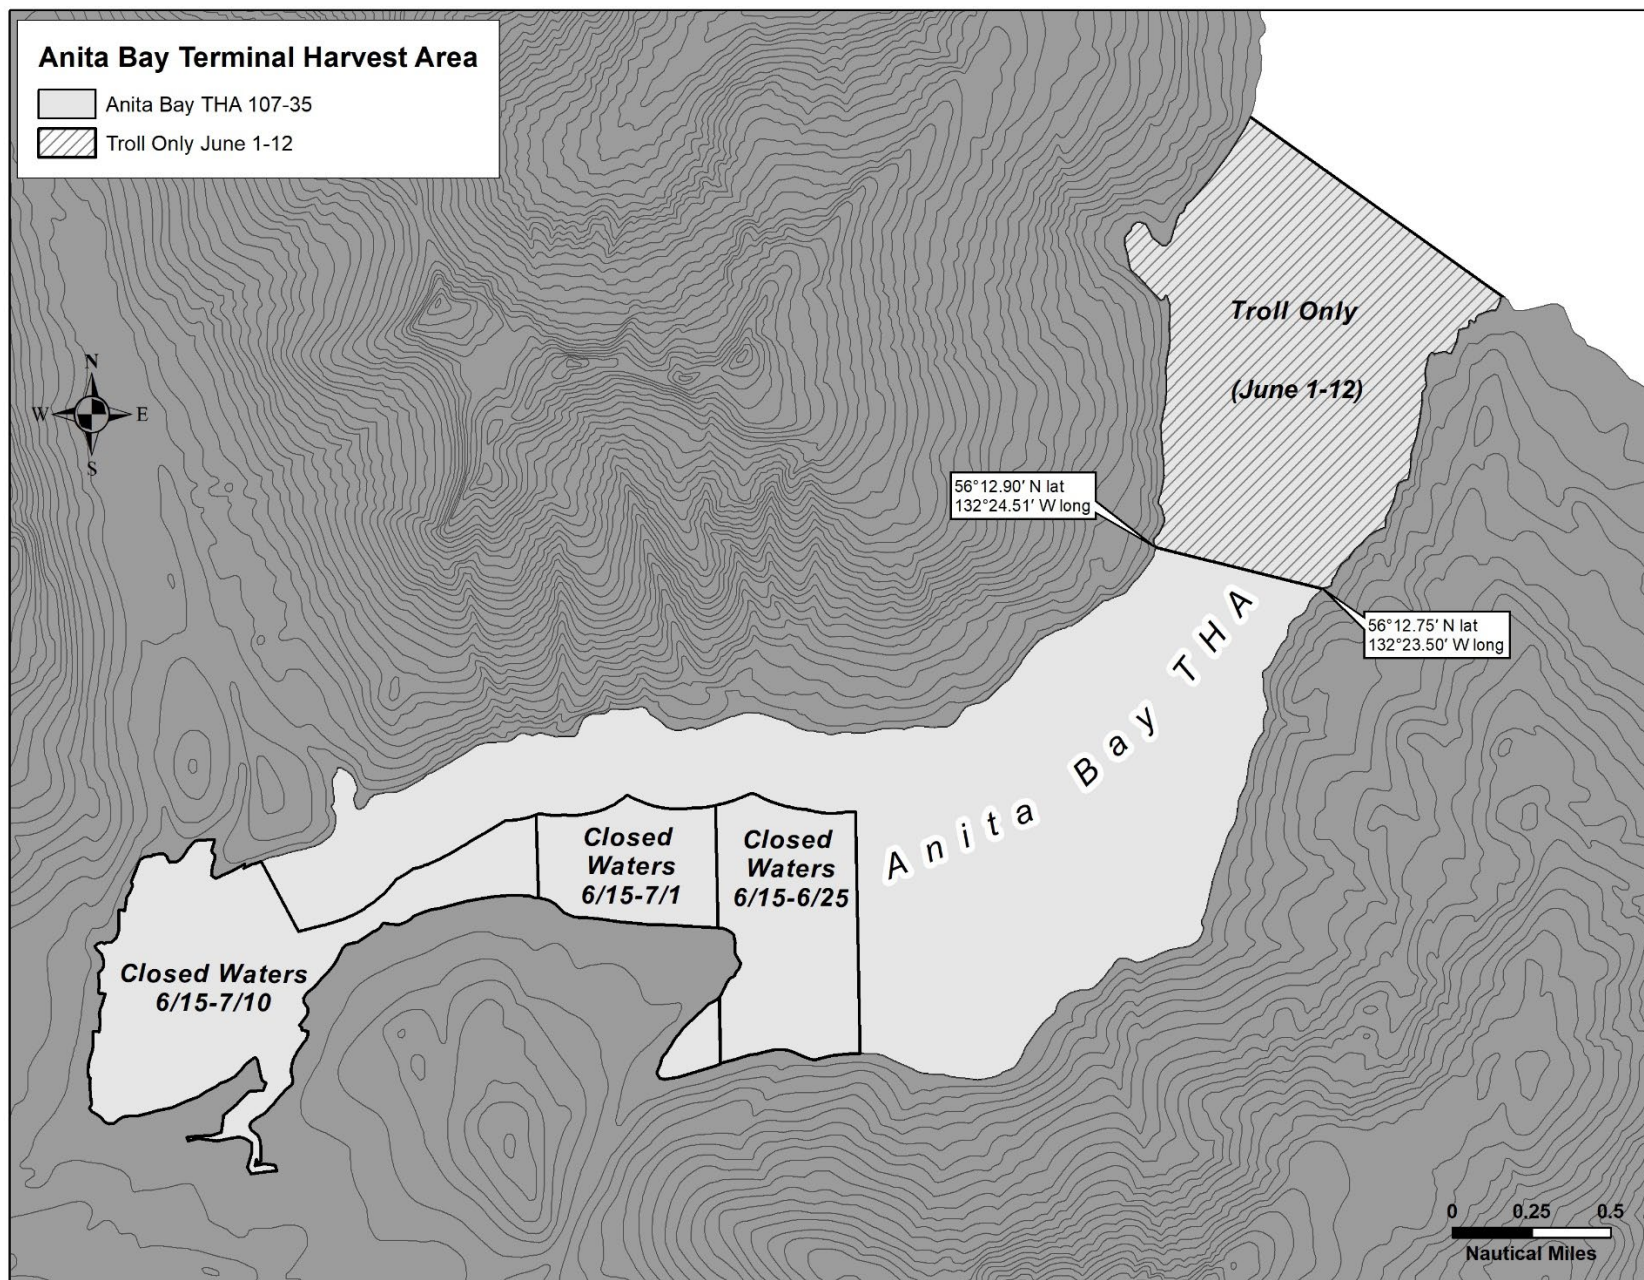 Anita Bay Terminal Harvest Area
Anita Bay THA 107-35
Troll Only June 1-12
Troll Only
(June 1-12)
N
W
E
S
56°12.90' N lat
132°24.51' W long
56°12.75' N lat
132°23.50' W long
Anita Bay THA
Closed
Waters
6/15-7/1
Closed
Waters
6/15-6/25
Closed Waters
6/15-7/10
0 0.25 0.5
Nautical Miles